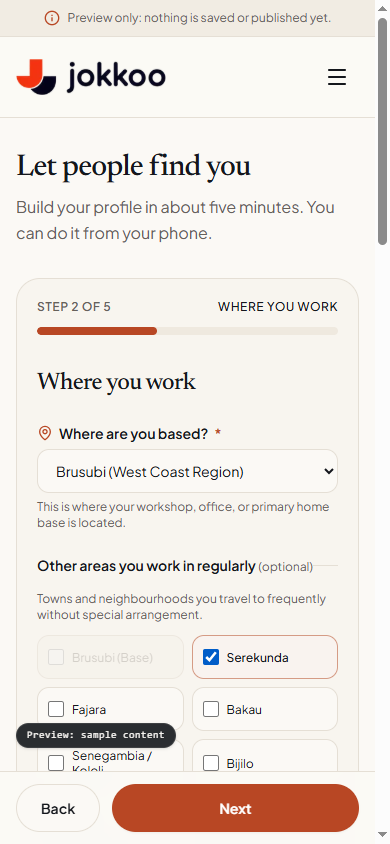 Preview only: nothing is saved or published yet.
jokkoo
Let people find you
Build your profile in about five minutes. You
can do it from your phone.
STEP 2 OF 5 WHERE YOU WORK
Where you work
Where are you based? *
Brusubi (West Coast Region)
This is where your workshop, office, or primary home
base is located.
Other areas you work in regularly (optional)
Towns and neighbourhoods you travel to frequently
without special arrangement.
Brusubi (Base) Serekunda
Fajara Bakau
Preview: sample content
Senegambia /
Kololi
Bijilo
Back Next